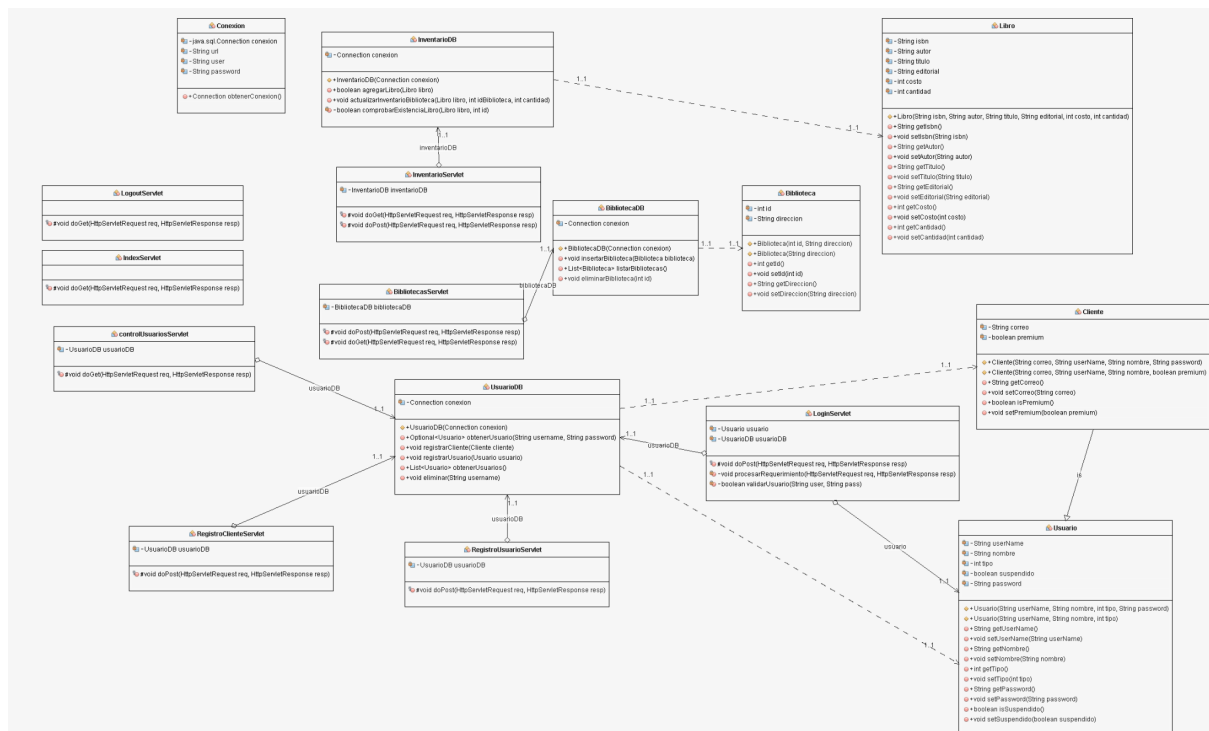 Conexion
-java.sql.Connection conexion
-String url
-String user
-String password
+Connection obtenerConexion()
InventarioDB
-Connection conexion
+InventarioDB(Connection conexion)
+boolean agregarLibro(Libro libro)
+void actualizarInventarioBiblioteca(Libro libro, int idBiblioteca, int cantidad)
-boolean comprobarExistenciaLibro(Libro libro, int id)
1..1
1..1
Libro
-String isbn
-String autor
-String titulo
-String editorial
-int costo
-int cantidad
+Libro(String isbn, String autor, String titulo, String editorial, int costo, int cantidad)
+String getIsbn()
+void setIsbn(String isbn)
+String getAutor()
+void setAutor(String autor)
+String getTitulo()
+void setTitulo(String titulo)
+String getEditorial()
+void setEditorial(String editorial)
+int getCosto()
+void setCosto(int costo)
+int getCantidad()
+void setCantidad(int cantidad)
1..1
inventarioDB
InventarioServlet
-InventarioDB inventarioDB
#void doGet(HttpServletRequest req, HttpServletResponse resp)
#void doPost(HttpServletRequest req, HttpServletResponse resp)
LogoutServlet
#void doGet(HttpServletRequest req, HttpServletResponse resp)
IndexServlet
#void doGet(HttpServletRequest req, HttpServletResponse resp)
BibliotecaDB
-Connection conexion
+BibliotecaDB(Connection conexion)
+void insertarBiblioteca(Biblioteca biblioteca)
+List<Biblioteca> listarBibliotecas()
+void eliminarBiblioteca(int id)
1..1
1..1
Biblioteca
-int id
-String direccion
+Biblioteca(int id, String direccion)
+Biblioteca(String direccion)
+int getId()
+void setId(int id)
+String getDireccion()
+void setDireccion(String direccion)
1..1
bibliotecaDB
BibliotecasServlet
-BibliotecaDB bibliotecaDB
#void doPost(HttpServletRequest req, HttpServletResponse resp)
#void doGet(HttpServletRequest req, HttpServletResponse resp)
controlUsuariosServlet
-UsuarioDB usuarioDB
#void doGet(HttpServletRequest req, HttpServletResponse resp)
usuarioDB
1..1
Cliente
-String correo
-boolean premium
+Cliente(String correo, String userName, String nombre, String password)
+Cliente(String correo, String userName, String nombre, boolean premium)
+String getCorreo()
+void setCorreo(String correo)
+boolean isPremium()
+void setPremium(boolean premium)
UsuarioDB
-Connection conexion
+UsuarioDB(Connection conexion)
+Optional<Usuario> obtenerUsuario(String username, String password)
+void registrarCliente(Cliente cliente)
+void registrarUsuario(Usuario usuario)
+List<Usuario> obtenerUsuarios()
+void eliminar(String username)
1..1
1..1
LoginServlet
-Usuario usuario
-UsuarioDB usuarioDB
#void doPost(HttpServletRequest req, HttpServletResponse resp)
-void procesarRequerimiento(HttpServletRequest req, HttpServletResponse resp)
-boolean validarUsuario(String user, String pass)
1..1
usuarioDB
1..1
1..1
usuarioDB
1..1
usuarioDB
is
usuario
1..1
1..1
RegistroClienteServlet
-UsuarioDB usuarioDB
#void doPost(HttpServletRequest req, HttpServletResponse resp)
RegistroUsuarioServlet
-UsuarioDB usuarioDB
#void doPost(HttpServletRequest req, HttpServletResponse resp)
Usuario
-String userName
-String nombre
-int tipo
-boolean suspendido
-String password
+Usuario(String userName, String nombre, int tipo, String password)
+Usuario(String userName, String nombre, int tipo)
+String getUserName()
+void setUserName(String userName)
+String getNombre()
+void setNombre(String nombre)
+int getTipo()
+void setTipo(int tipo)
+String getPassword()
+void setPassword(String password)
+boolean isSuspendido()
+void setSuspendido(boolean suspendido)